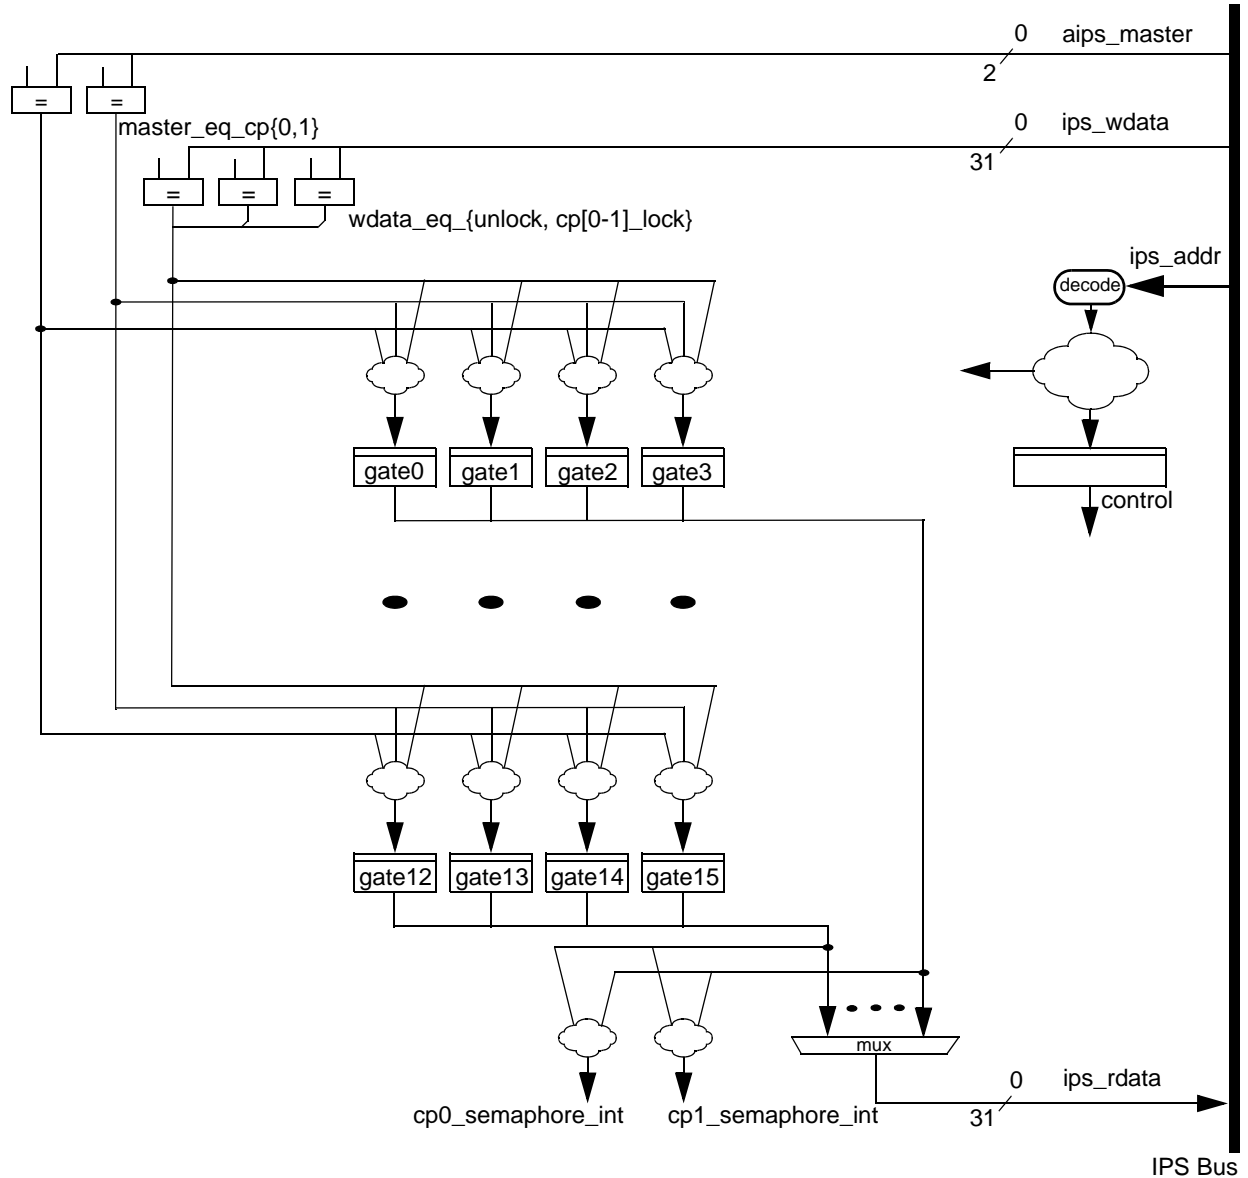 0 aips_master
2
= =
master_eq_cp{0,1}
0 ips_wdata
31
= = =
wdata_eq_{unlock, cp[0-1]_lock}
ips_addr
decode
gate0 gate1 gate2 gate3
control
gate12 gate13 gate14 gate15
mux
0 ips_rdata
31
cp0_semaphore_int cp1_semaphore_int
IPS Bus